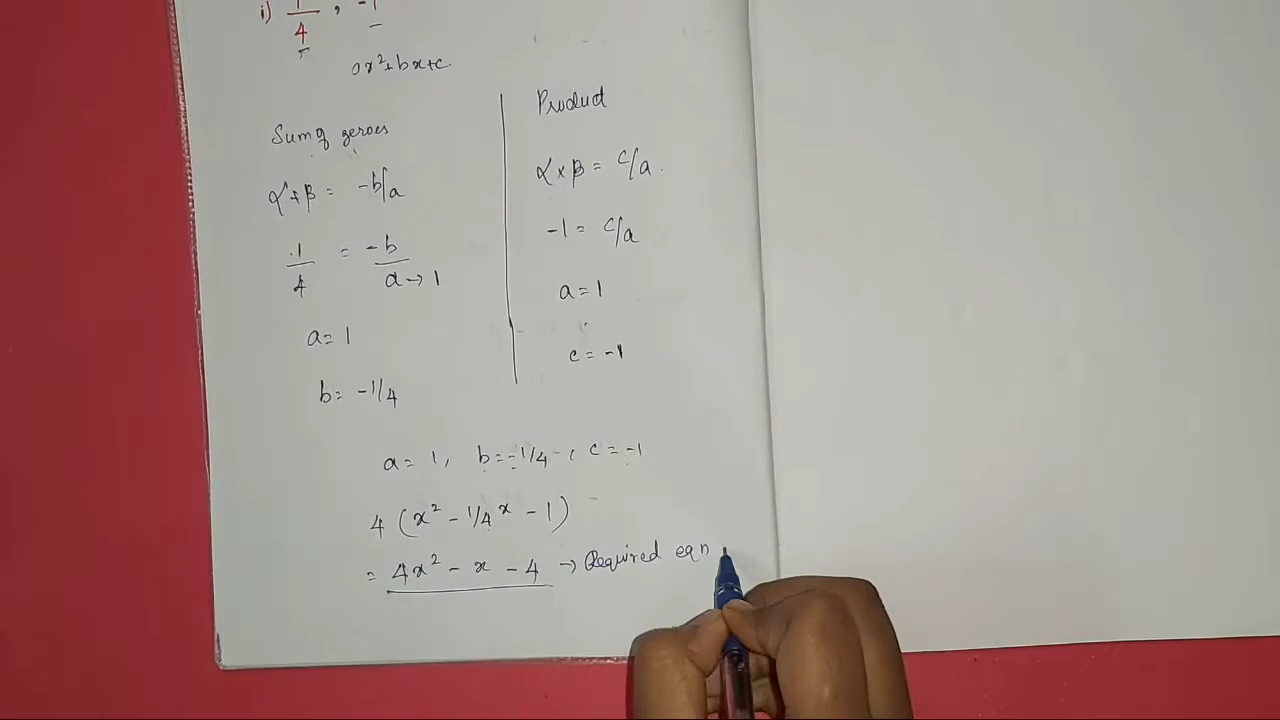 i) 1/4 , -1
ax²+bx+c.
Sum of zeroes
α+β = -b/a
1/4 = -b/a→1
a=1
b= -1/4
Product
α×β = c/a.
-1= c/a
a=1
c= -1
a= 1, b=-1/4, c=-1
4 (x² - 1/4 x - 1)
= 4x² - x - 4 → Required eqn